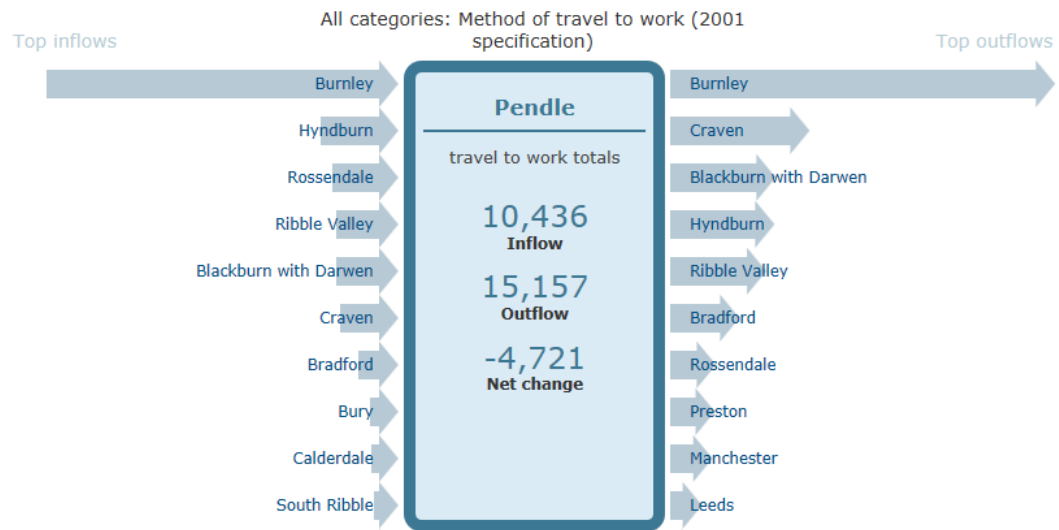 All categories: Method of travel to work (2001
specification)
Top inflows
Top outflows
Burnley
Hyndburn
Rossendale
Ribble Valley
Blackburn with Darwen
Craven
Bradford
Bury
Calderdale
South Ribble
Pendle
travel to work totals
10,436
Inflow
15,157
Outflow
-4,721
Net change
Burnley
Craven
Blackburn with Darwen
Hyndburn
Ribble Valley
Bradford
Rossendale
Preston
Manchester
Leeds